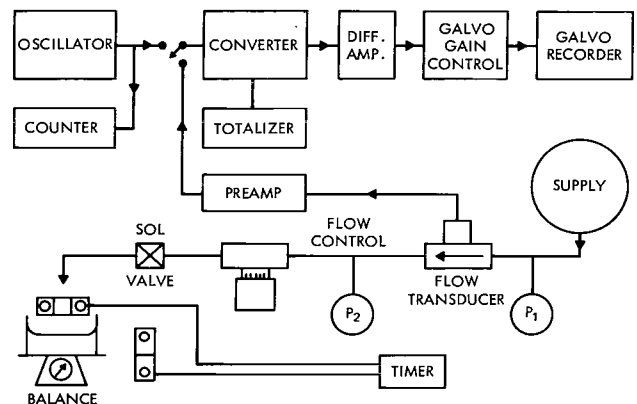 OSCILLATOR
CONVERTER
DIFF.
AMP.
GALVO
GAIN
CONTROL
GALVO
RECORDER
COUNTER
TOTALIZER
PREAMP
SUPPLY
SOL
VALVE
FLOW
CONTROL
FLOW
TRANSDUCER
P2
P1
TIMER
BALANCE